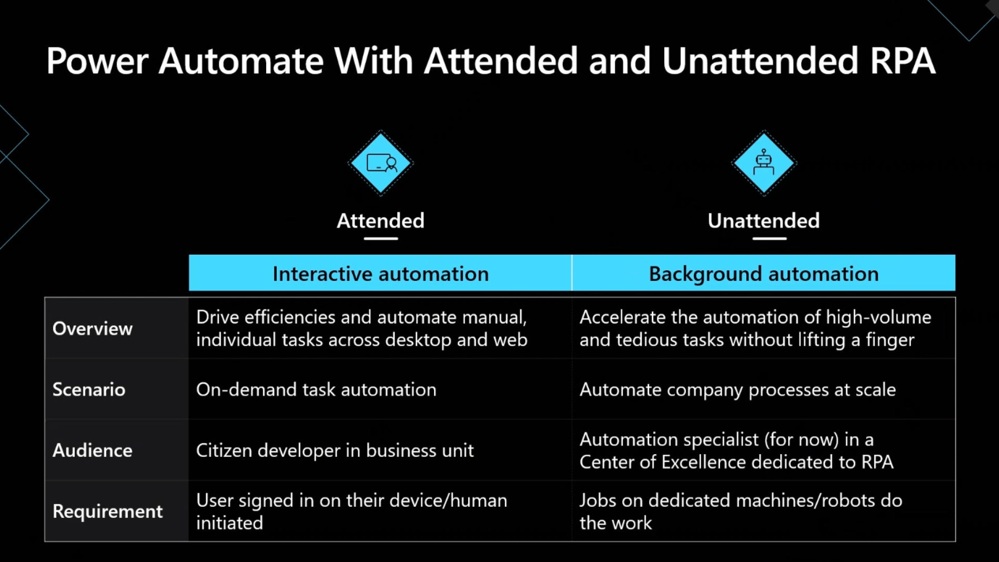 Power Automate With Attended and Unattended RPA
Attended
Unattended
Interactive automation
Background automation
Overview
Drive efficiencies and automate manual,
individual tasks across desktop and web
Accelerate the automation of high-volume
and tedious tasks without lifting a finger
Scenario
On-demand task automation
Automate company processes at scale
Audience
Citizen developer in business unit
Automation specialist (for now) in a
Center of Excellence dedicated to RPA
Requirement
User signed in on their device/human
initiated
Jobs on dedicated machines/robots do
the work